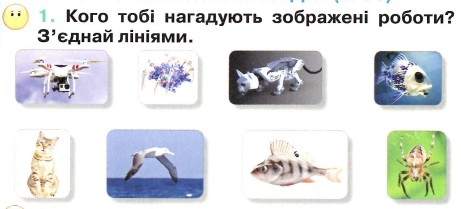 1. Кого тобі нагадують зображені роботи?
З’єднай лініями.